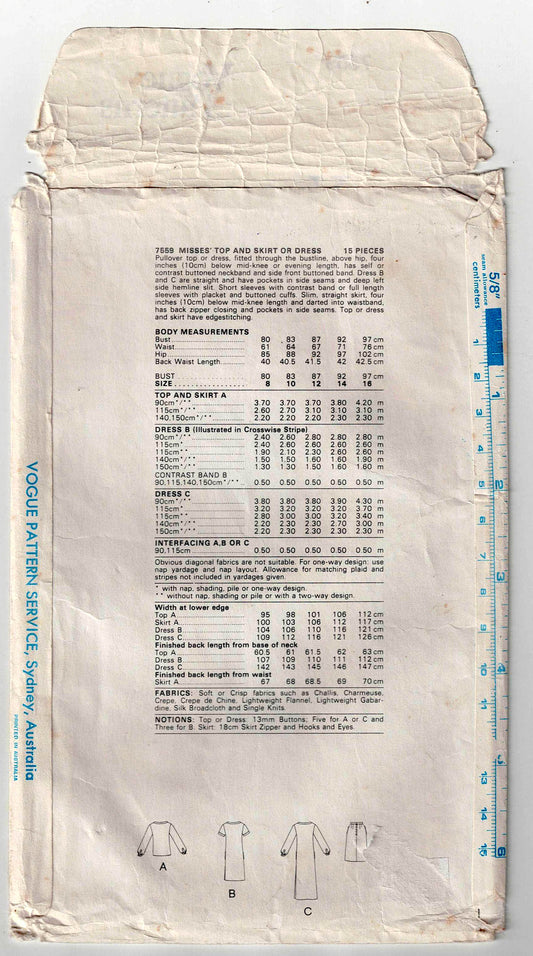 7559 MISSES' TOP AND SKIRT OR DRESS 15 PIECES
Pullover top or dress, fitted through the bustline, above hip, four
inches (10cm) below mid-knee or evening length, has self or
contrast buttoned neckband and side front buttoned band. Dress B
and C are straight and have pockets in side seams and deep left
side hemline slit. Short sleeves with contrast band or full length
sleeves with placket and buttoned cuffs. Slim, straight skirt, four
inches (10cm) below mid-knee length and darted into waistband,
has back zipper closing and pockets in side seams. Top or dress
and skirt have edgestitching.
BODY MEASUREMENTS
Bust 80 83 87 92 97 cm
Waist 61 64 67 71 76 cm
Hip 85 88 92 97 102 cm
Back Waist Length 40 40.5 41.5 42 42.5 cm
BUST 80 83 87 92 97 cm
SIZE 8 10 12 14 16
TOP AND SKIRT A
90cm*/** 3.70 3.70 3.70 3.80 4.20 m
115cm*/** 2.60 2.70 3.10 3.10 3.10 m
140,150cm*/** 2.20 2.20 2.20 2.30 2.30 m
DRESS B (Illustrated in Crosswise Stripe)
90cm*/** 2.40 2.60 2.80 2.80 2.80 m
115cm* 2.40 2.60 2.60 2.60 2.60 m
115cm** 1.90 2.10 2.30 2.60 2.60 m
140cm*/** 1.50 1.50 1.60 1.60 1.90 m
150cm*/** 1.30 1.50 1.50 1.60 1.60 m
CONTRAST BAND B
90,115,140,150cm*/** 0.50 0.50 0.50 0.50 0.50 m
DRESS C
90cm*/** 3.80 3.80 3.80 3.90 4.30 m
115cm* 3.20 3.20 3.20 3.20 3.70 m
115cm** 2.80 3.00 3.00 3.20 3.40 m
140cm*/** 2.20 2.30 2.30 2.70 3.00 m
150cm*/** 2.20 2.30 2.30 2.30 2.30 m
INTERFACING A,B OR C
90,115cm 0.50 0.50 0.50 0.50 0.50 m
Obvious diagonal fabrics are not suitable. For one-way design: use
nap yardage and nap layout. Allowance for matching plaid and
stripes not included in yardages given.
* with nap, shading, pile or one-way design.
** without nap, shading or pile or with a two-way design.
Width at lower edge
Top A 95 98 101 106 112 cm
Skirt A 100 103 106 112 117 cm
Dress B 104 106 110 116 121 cm
Dress C 109 112 116 121 126 cm
Finished back length from base of neck
Top A 60.5 61 61.5 62 63 cm
Dress B 107 109 110 111 112 cm
Dress C 142 143 145 146 147 cm
Finished back length from waist
Skirt A 67 68 68.5 69 70 cm
FABRICS: Soft or Crisp fabrics such as Challis, Charmeuse,
Crepe, Crepe de Chine, Lightweight Flannel, Lightweight Gabar-
dine, Silk Broadcloth and Single Knits.
NOTIONS: Top or Dress: 13mm Buttons; Five for A or C and
Three for B. Skirt: 18cm Skirt Zipper and Hooks and Eyes.
A
B
C
VOGUE PATTERN SERVICE, Sydney, Australia
PRINTED IN AUSTRALIA
5/8"
seam allowance
centimeters
1
1
2
3
4
2
5
6
7
3
8
9
10
4
11
12
5
13
14
15
6